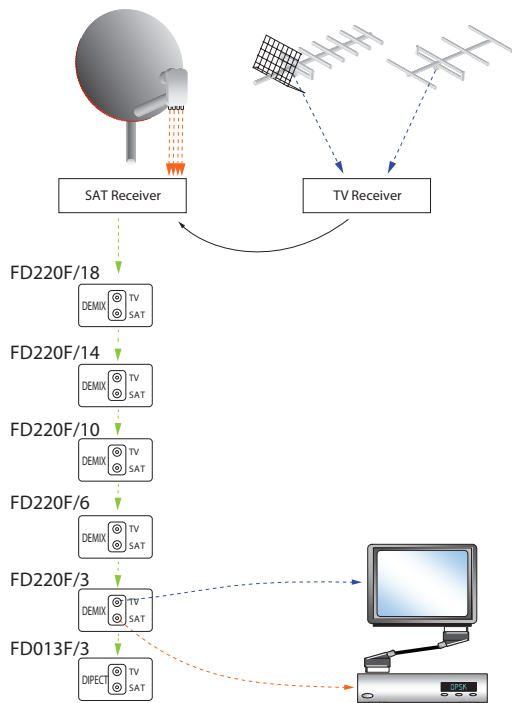 SAT Receiver
TV Receiver
FD220F/18
DEMIX
TV
SAT
FD220F/14
DEMIX
TV
SAT
FD220F/10
DEMIX
TV
SAT
FD220F/6
DEMIX
TV
SAT
FD220F/3
DEMIX
TV
SAT
FD013F/3
DIPECT
TV
SAT
OPSK